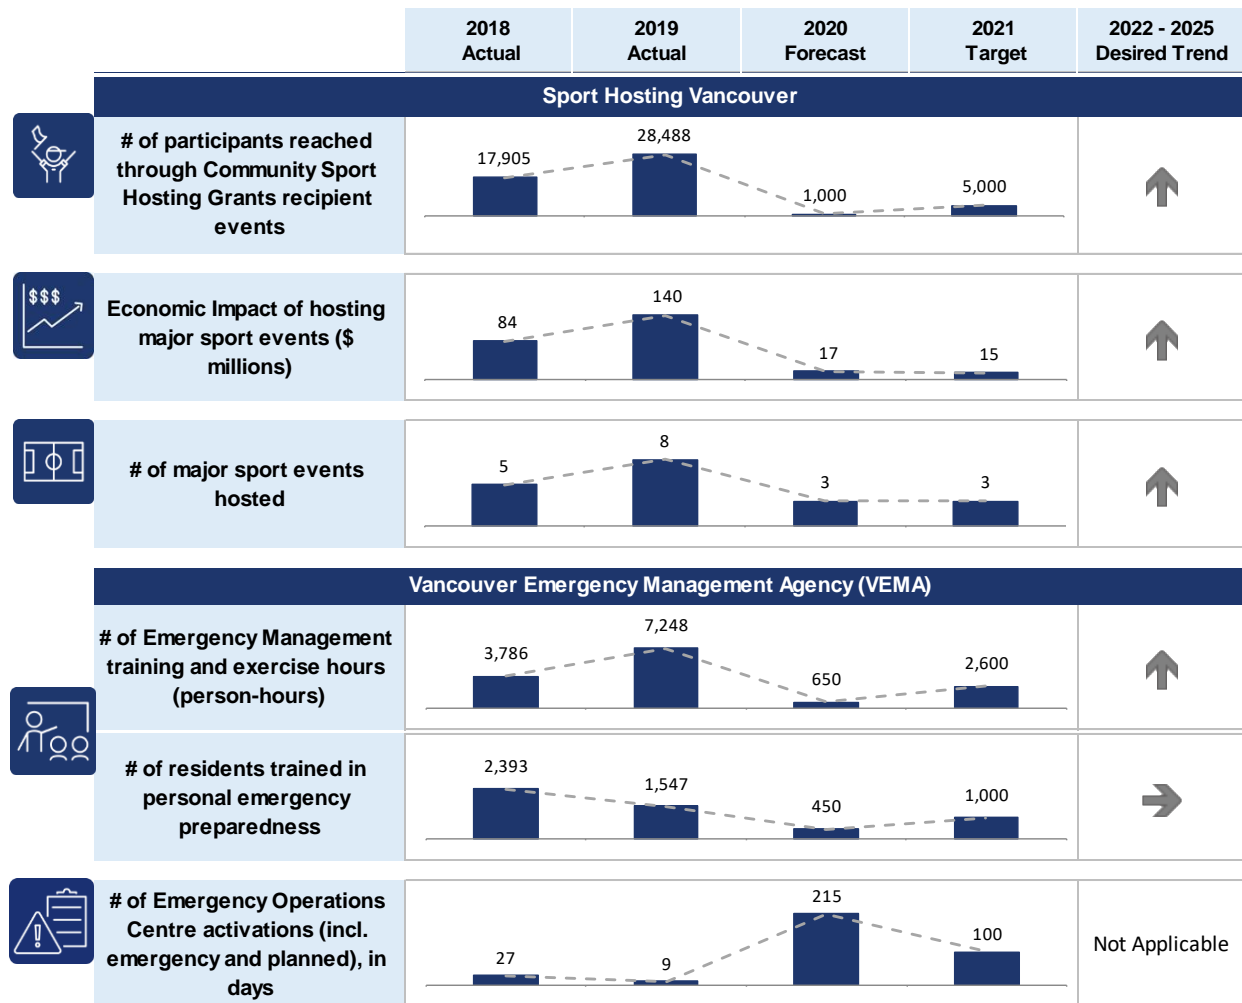 2018
Actual
2019
Actual
2020
Forecast
2021
Target
2022 - 2025
Desired Trend
Sport Hosting Vancouver
# of participants reached
through Community Sport
Hosting Grants recipient
events
17,905
28,488
1,000
5,000
$$$
Economic Impact of hosting
major sport events ($
millions)
84
140
17
15
# of major sport events
hosted
5
8
3
3
Vancouver Emergency Management Agency (VEMA)
# of Emergency Management
training and exercise hours
(person-hours)
3,786
7,248
650
2,600
# of residents trained in
personal emergency
preparedness
2,393
1,547
450
1,000
# of Emergency Operations
Centre activations (incl.
emergency and planned), in
days
27
9
215
100
Not Applicable